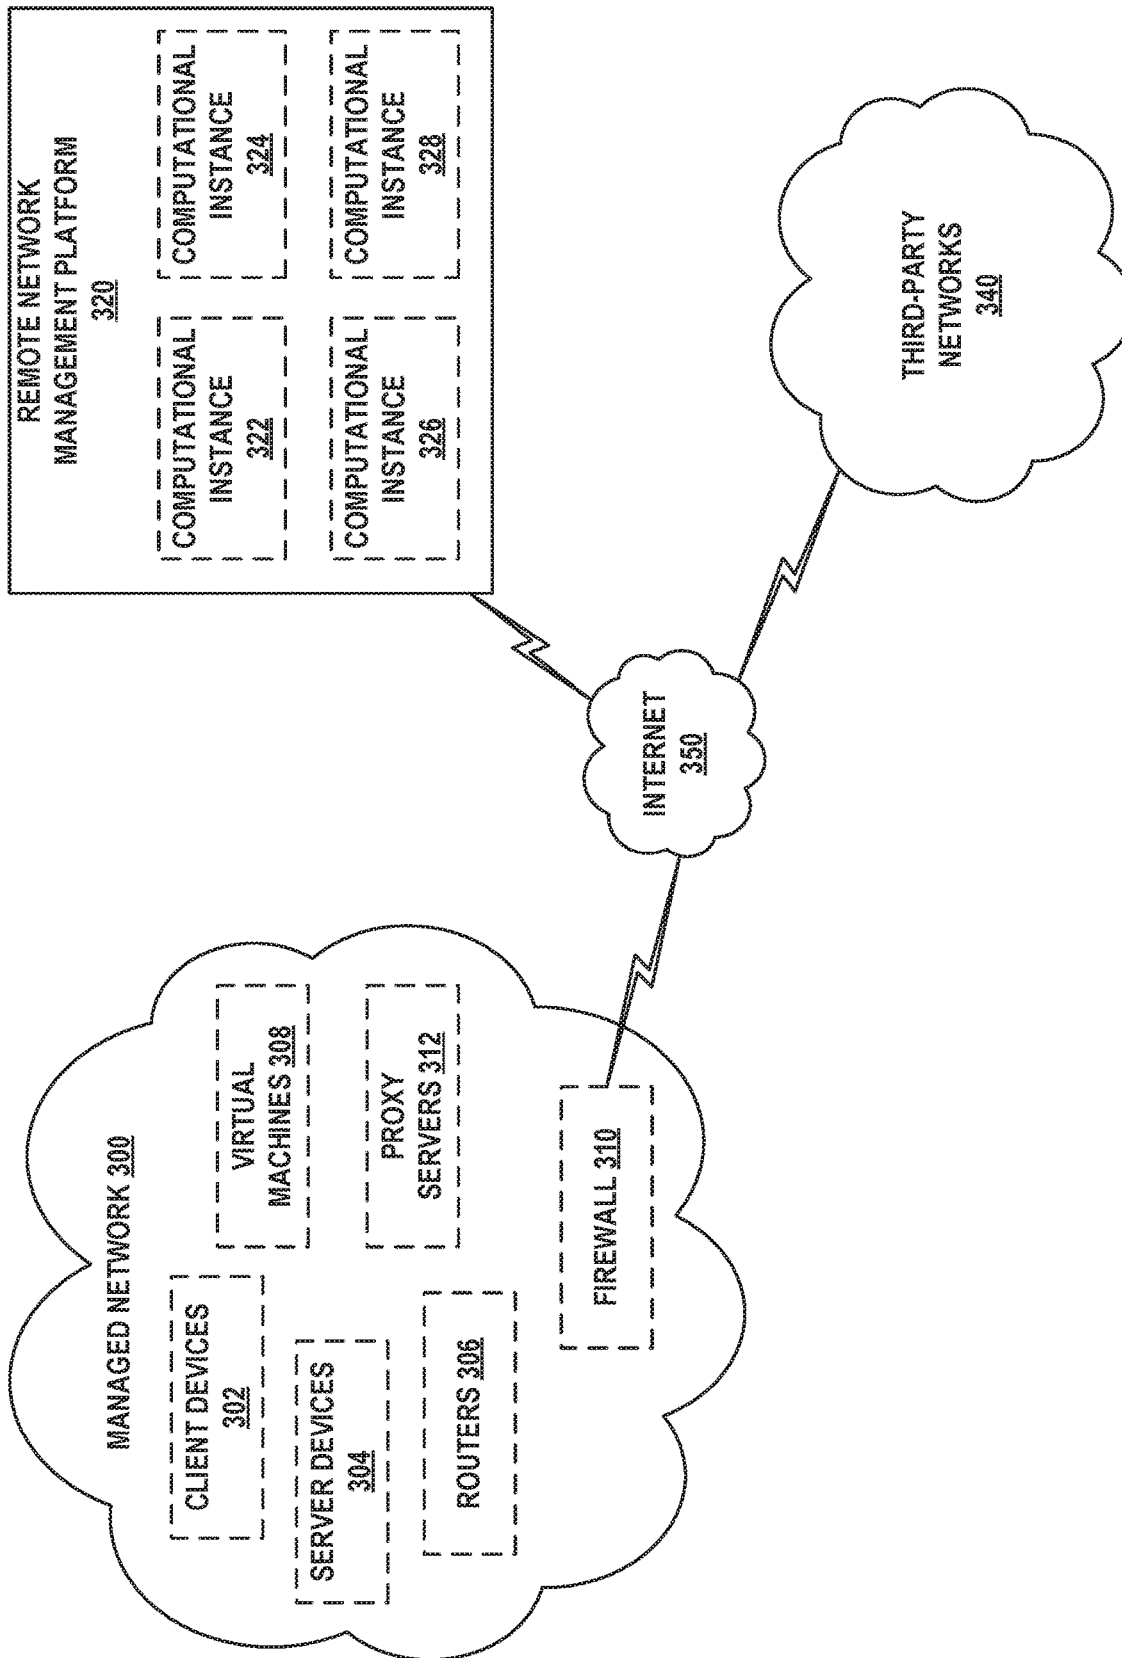 MANAGED NETWORK 300
CLIENT DEVICES
302
SERVER DEVICES
304
ROUTERS 306
VIRTUAL
MACHINES 308
PROXY
SERVERS 312
FIREWALL 310
INTERNET
350
REMOTE NETWORK
MANAGEMENT PLATFORM
320
COMPUTATIONAL
INSTANCE
322
COMPUTATIONAL
INSTANCE
324
COMPUTATIONAL
INSTANCE
326
COMPUTATIONAL
INSTANCE
328
THIRD-PARTY
NETWORKS
340